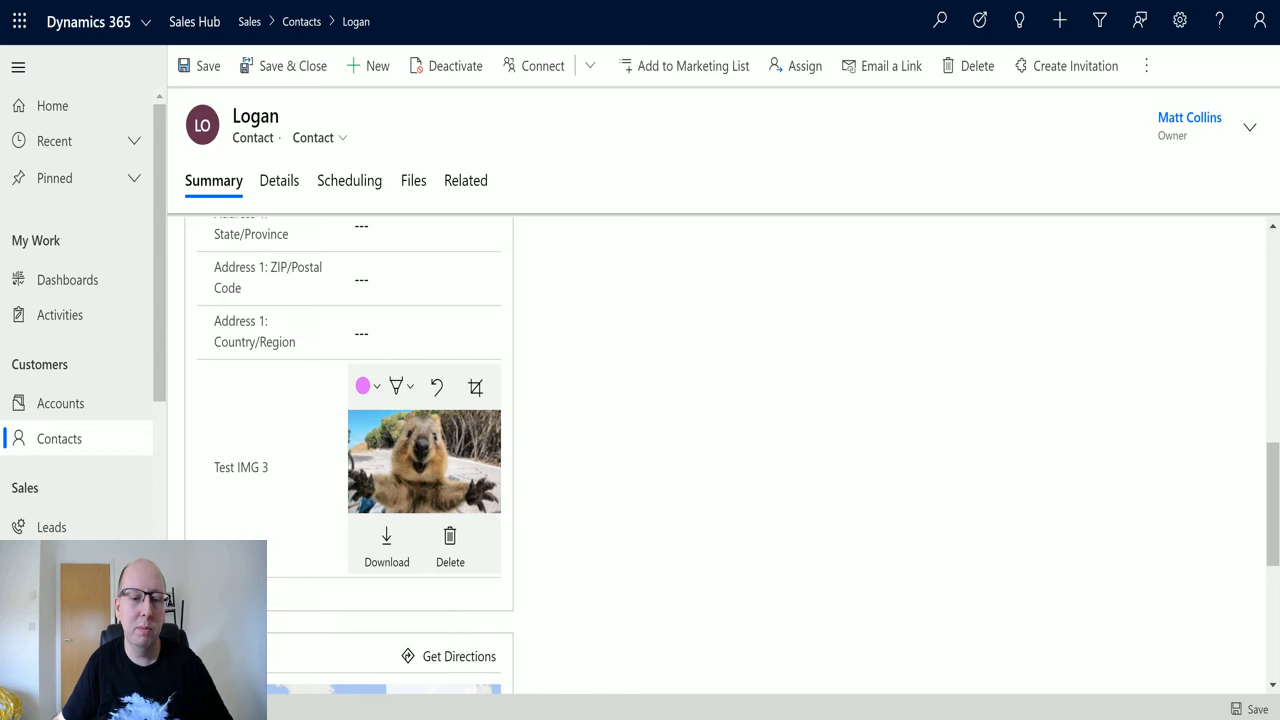 Dynamics 365
Sales Hub
Sales
Contacts
Logan
Save
Save & Close
New
Deactivate
Connect
Add to Marketing List
Assign
Email a Link
Delete
Create Invitation
Home
Recent
Pinned
My Work
Dashboards
Activities
Customers
Accounts
Contacts
Sales
Leads
LO
Logan
Contact ·
Contact
Matt Collins
Owner
Summary
Details
Scheduling
Files
Related
Address 1:
State/Province
---
Address 1: ZIP/Postal
Code
---
Address 1:
Country/Region
---
Test IMG 3
Download
Delete
Get Directions
Save